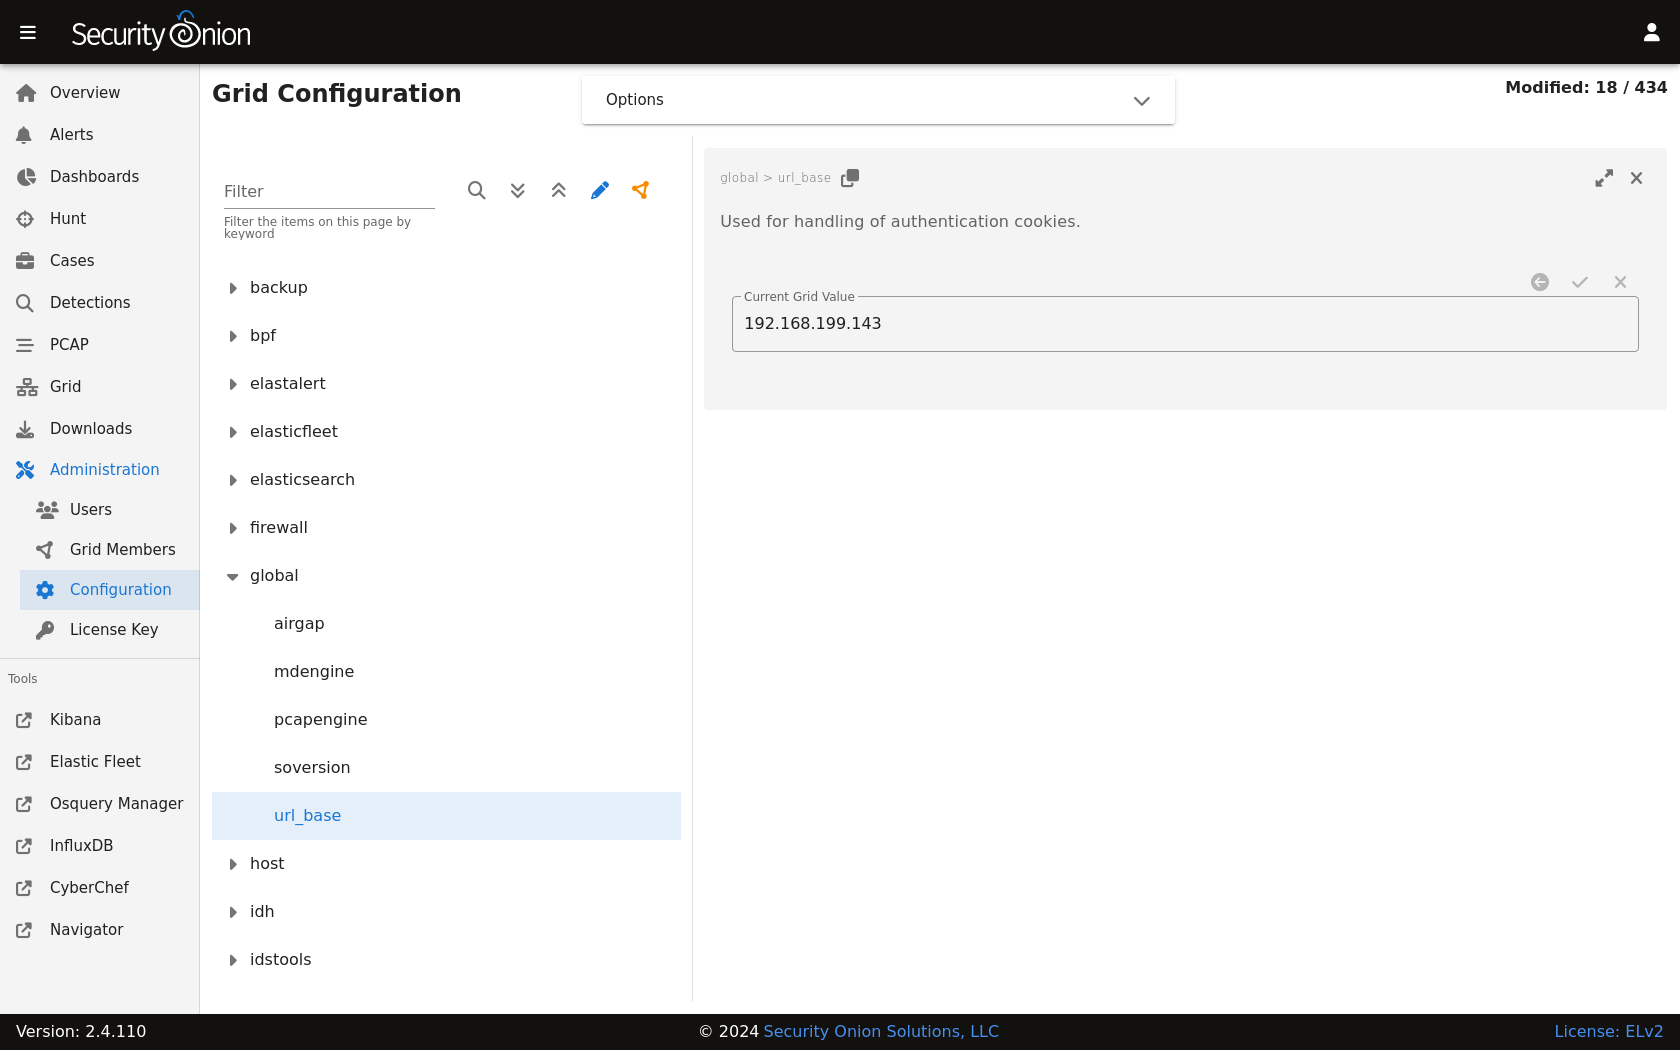 Security Onion
Overview
Alerts
Dashboards
Hunt
Cases
Detections
PCAP
Grid
Downloads
Administration
Users
Grid Members
Configuration
License Key
Tools
Kibana
Elastic Fleet
Osquery Manager
InfluxDB
CyberChef
Navigator
Grid Configuration
Options
Modified: 18 / 434
Filter
Filter the items on this page by
keyword
backup
bpf
elastalert
elasticfleet
elasticsearch
firewall
global
airgap
mdengine
pcapengine
soversion
url_base
host
idh
idstools
global > url_base
Used for handling of authentication cookies.
Current Grid Value
192.168.199.143
Version: 2.4.110
© 2024 Security Onion Solutions, LLC
License: ELv2